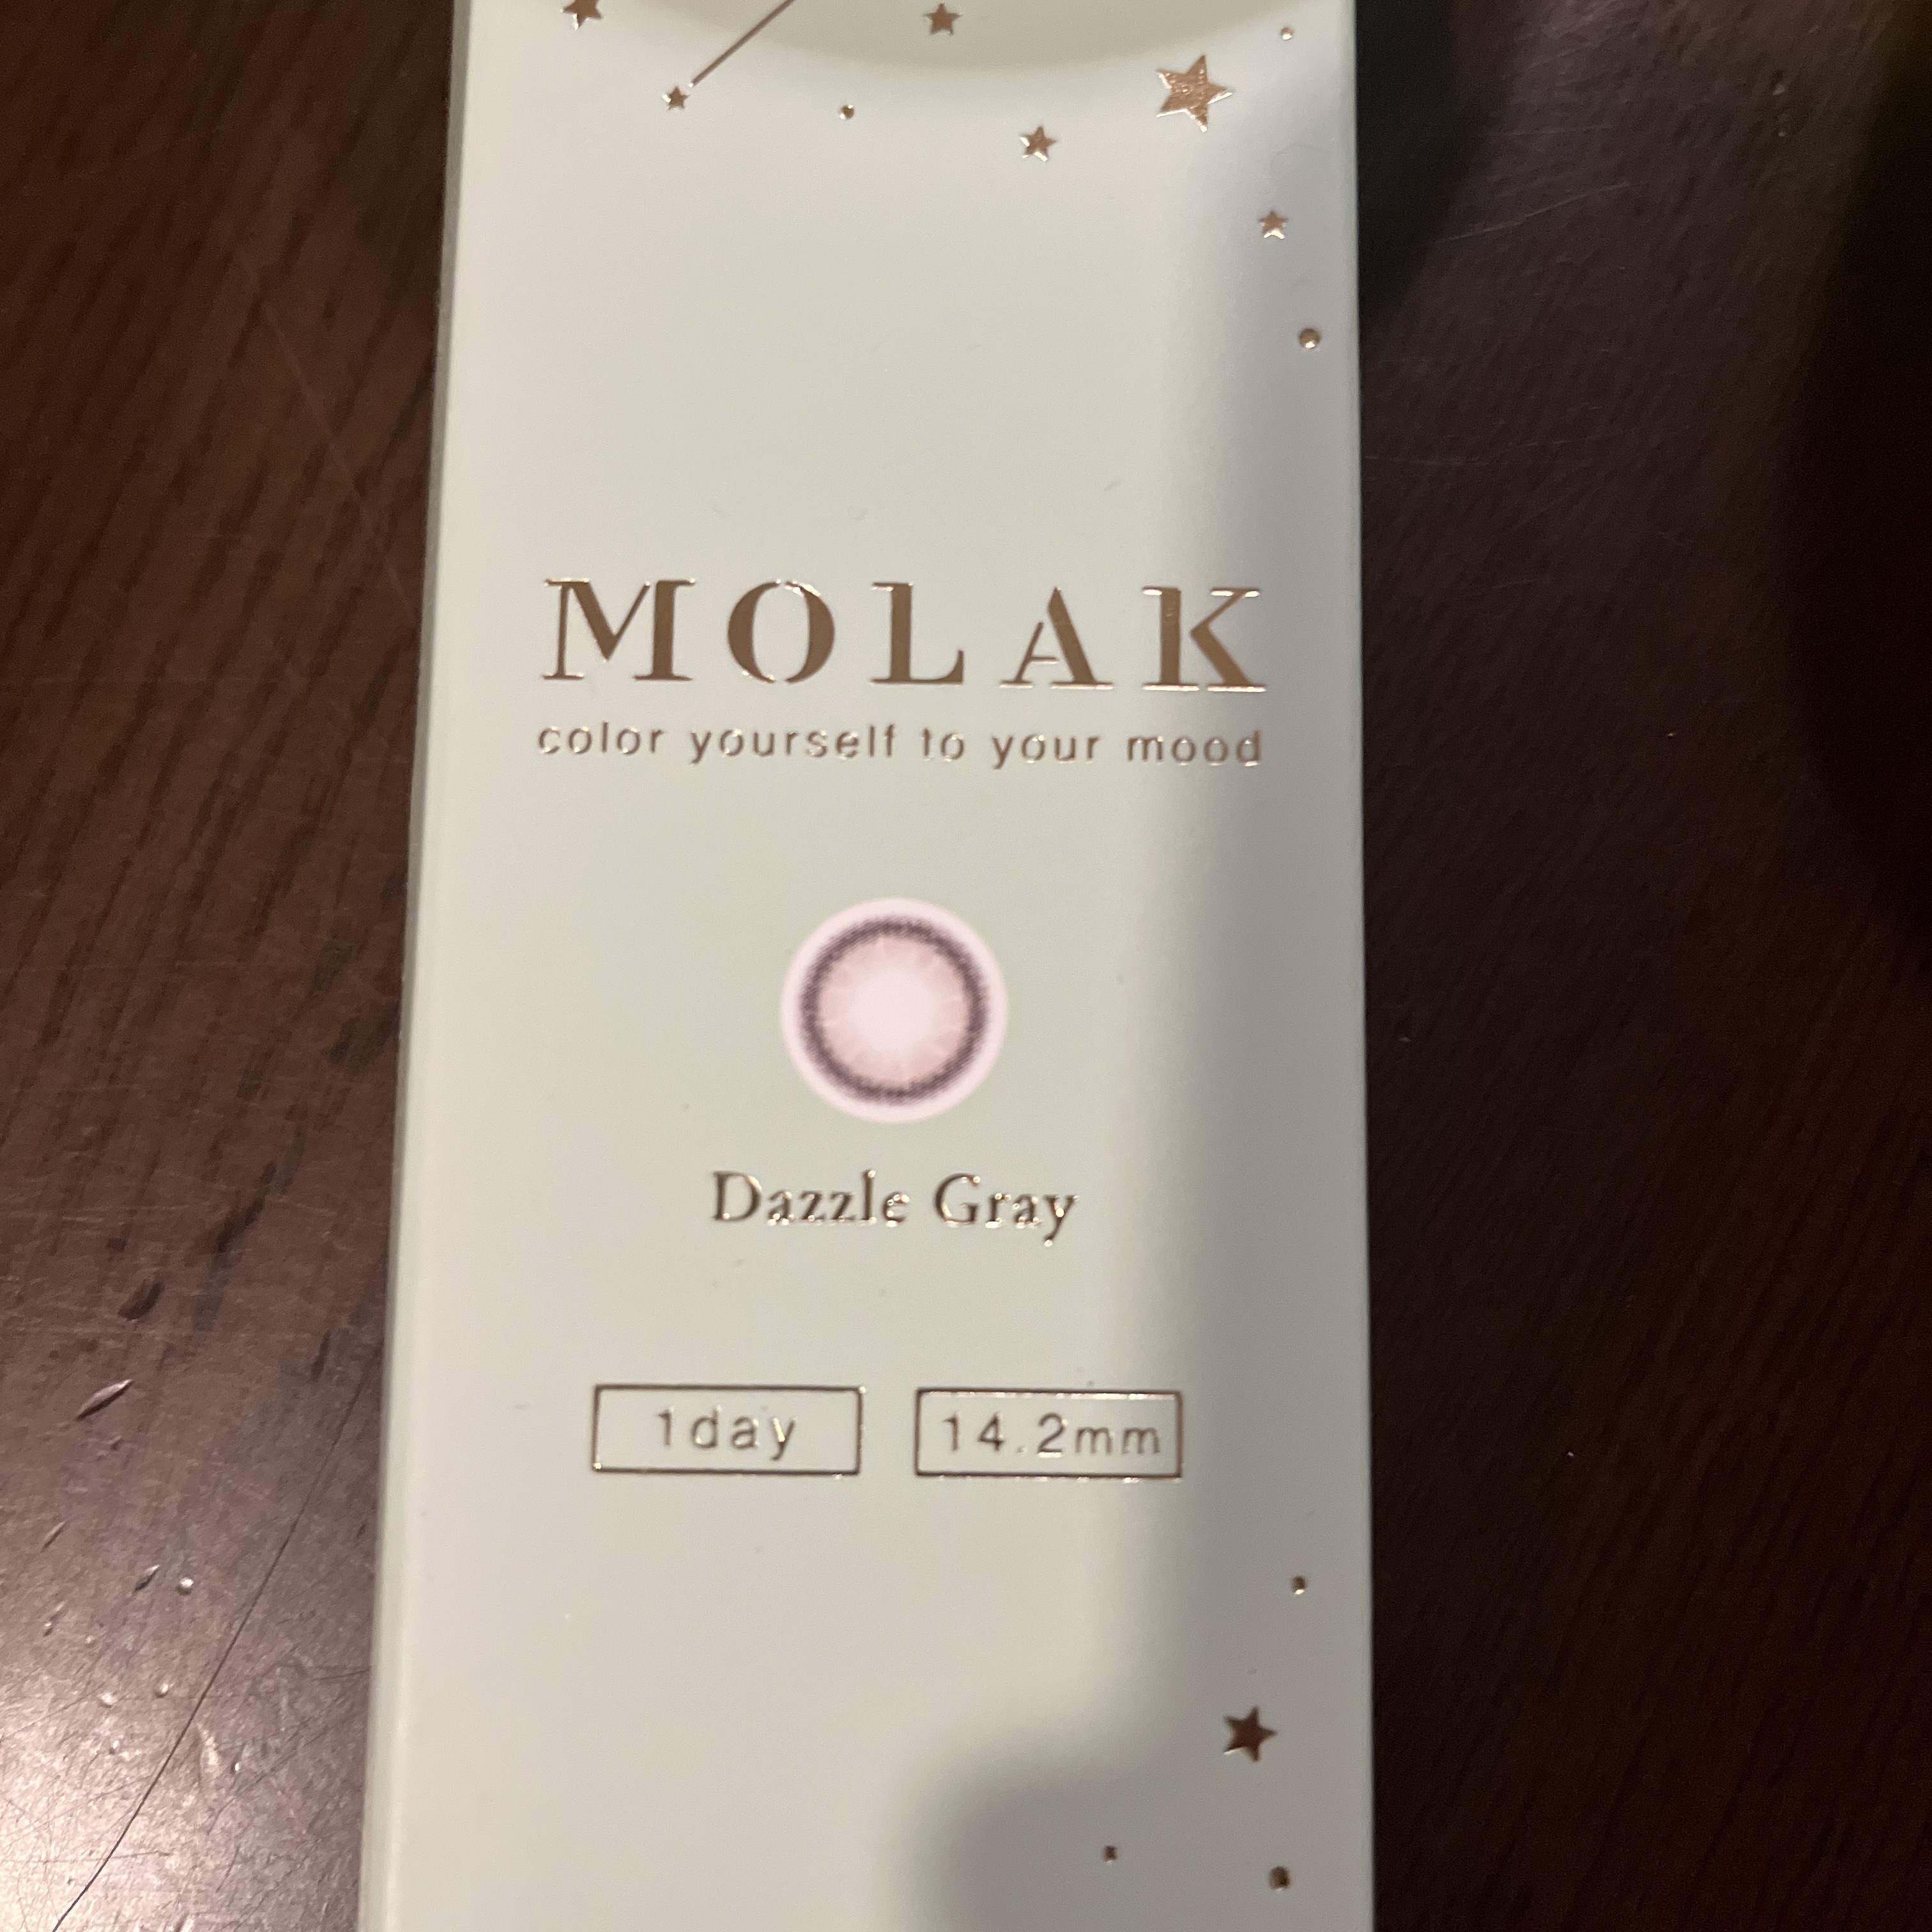 MOLAK
color yourself to your mood
Dazzle Gray
1day
14.2mm